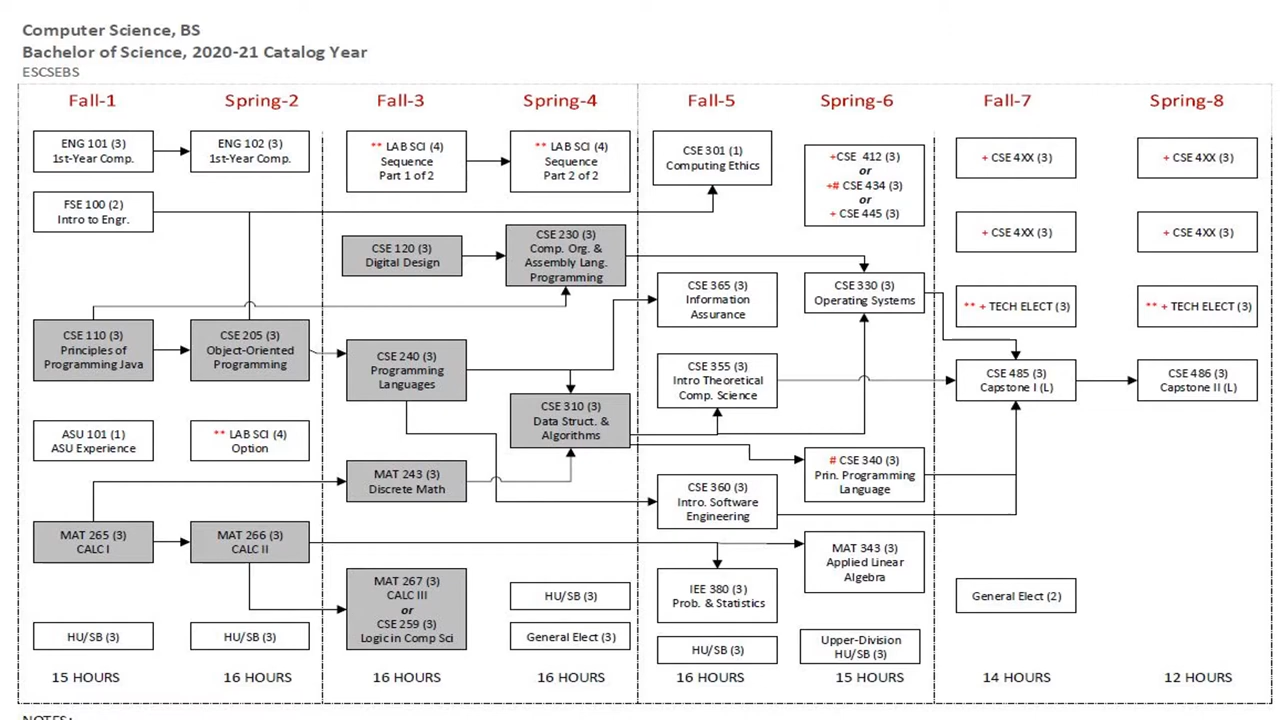 Computer Science, BS
Bachelor of Science, 2020-21 Catalog Year
ESCSEBS
Fall-1
Spring-2
Fall-3
Spring-4
Fall-5
Spring-6
Fall-7
Spring-8
ENG 101 (3)
1st-Year Comp.
FSE 100 (2)
Intro to Engr.
CSE 110 (3)
Principles of
Programming Java
ASU 101 (1)
ASU Experience
MAT 265 (3)
CALC I
HU/SB (3)
15 HOURS
ENG 102 (3)
1st-Year Comp.
CSE 205 (3)
Object-Oriented
Programming
** LAB SCI (4)
Option
MAT 266 (3)
CALC II
HU/SB (3)
16 HOURS
** LAB SCI (4)
Sequence
Part 1 of 2
CSE 120 (3)
Digital Design
CSE 240 (3)
Programming
Languages
MAT 243 (3)
Discrete Math
MAT 267 (3)
CALC III
or
CSE 259 (3)
Logic in Comp Sci
16 HOURS
** LAB SCI (4)
Sequence
Part 2 of 2
CSE 230 (3)
Comp. Org. &
Assembly Lang.
Programming
CSE 310 (3)
Data Struct. &
Algorithms
HU/SB (3)
General Elect (3)
16 HOURS
CSE 301 (1)
Computing Ethics
CSE 365 (3)
Information
Assurance
CSE 355 (3)
Intro Theoretical
Comp. Science
CSE 360 (3)
Intro. Software
Engineering
IEE 380 (3)
Prob. & Statistics
HU/SB (3)
16 HOURS
+CSE 412 (3)
or
+# CSE 434 (3)
or
+ CSE 445 (3)
CSE 330 (3)
Operating Systems
# CSE 340 (3)
Prin. Programming
Language
MAT 343 (3)
Applied Linear
Algebra
Upper-Division
HU/SB (3)
15 HOURS
+ CSE 4XX (3)
+ CSE 4XX (3)
** + TECH ELECT (3)
CSE 485 (3)
Capstone I (L)
General Elect (2)
14 HOURS
+ CSE 4XX (3)
+ CSE 4XX (3)
** + TECH ELECT (3)
CSE 486 (3)
Capstone II (L)
12 HOURS
NOTES: